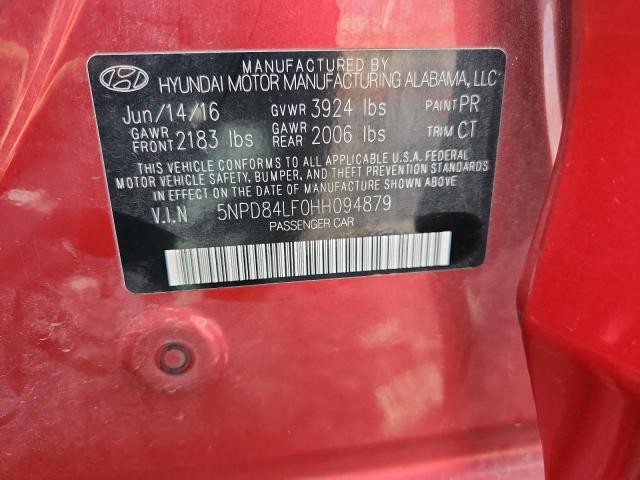 MANUFACTURED BY
HYUNDAI MOTOR MANUFACTURING ALABAMA, LLC
Jun/14/16 GVWR 3924 lbs PAINT PR
GAWR FRONT 2183 lbs GAWR REAR 2006 lbs TRIM CT
THIS VEHICLE CONFORMS TO ALL APPLICABLE U.S.A. FEDERAL
MOTOR VEHICLE SAFETY, BUMPER, AND THEFT PREVENTION STANDARDS
IN EFFECT ON THE DATE OF MANUFACTURE SHOWN ABOVE.
V.I.N 5NPD84LF0HH094879
PASSENGER CAR